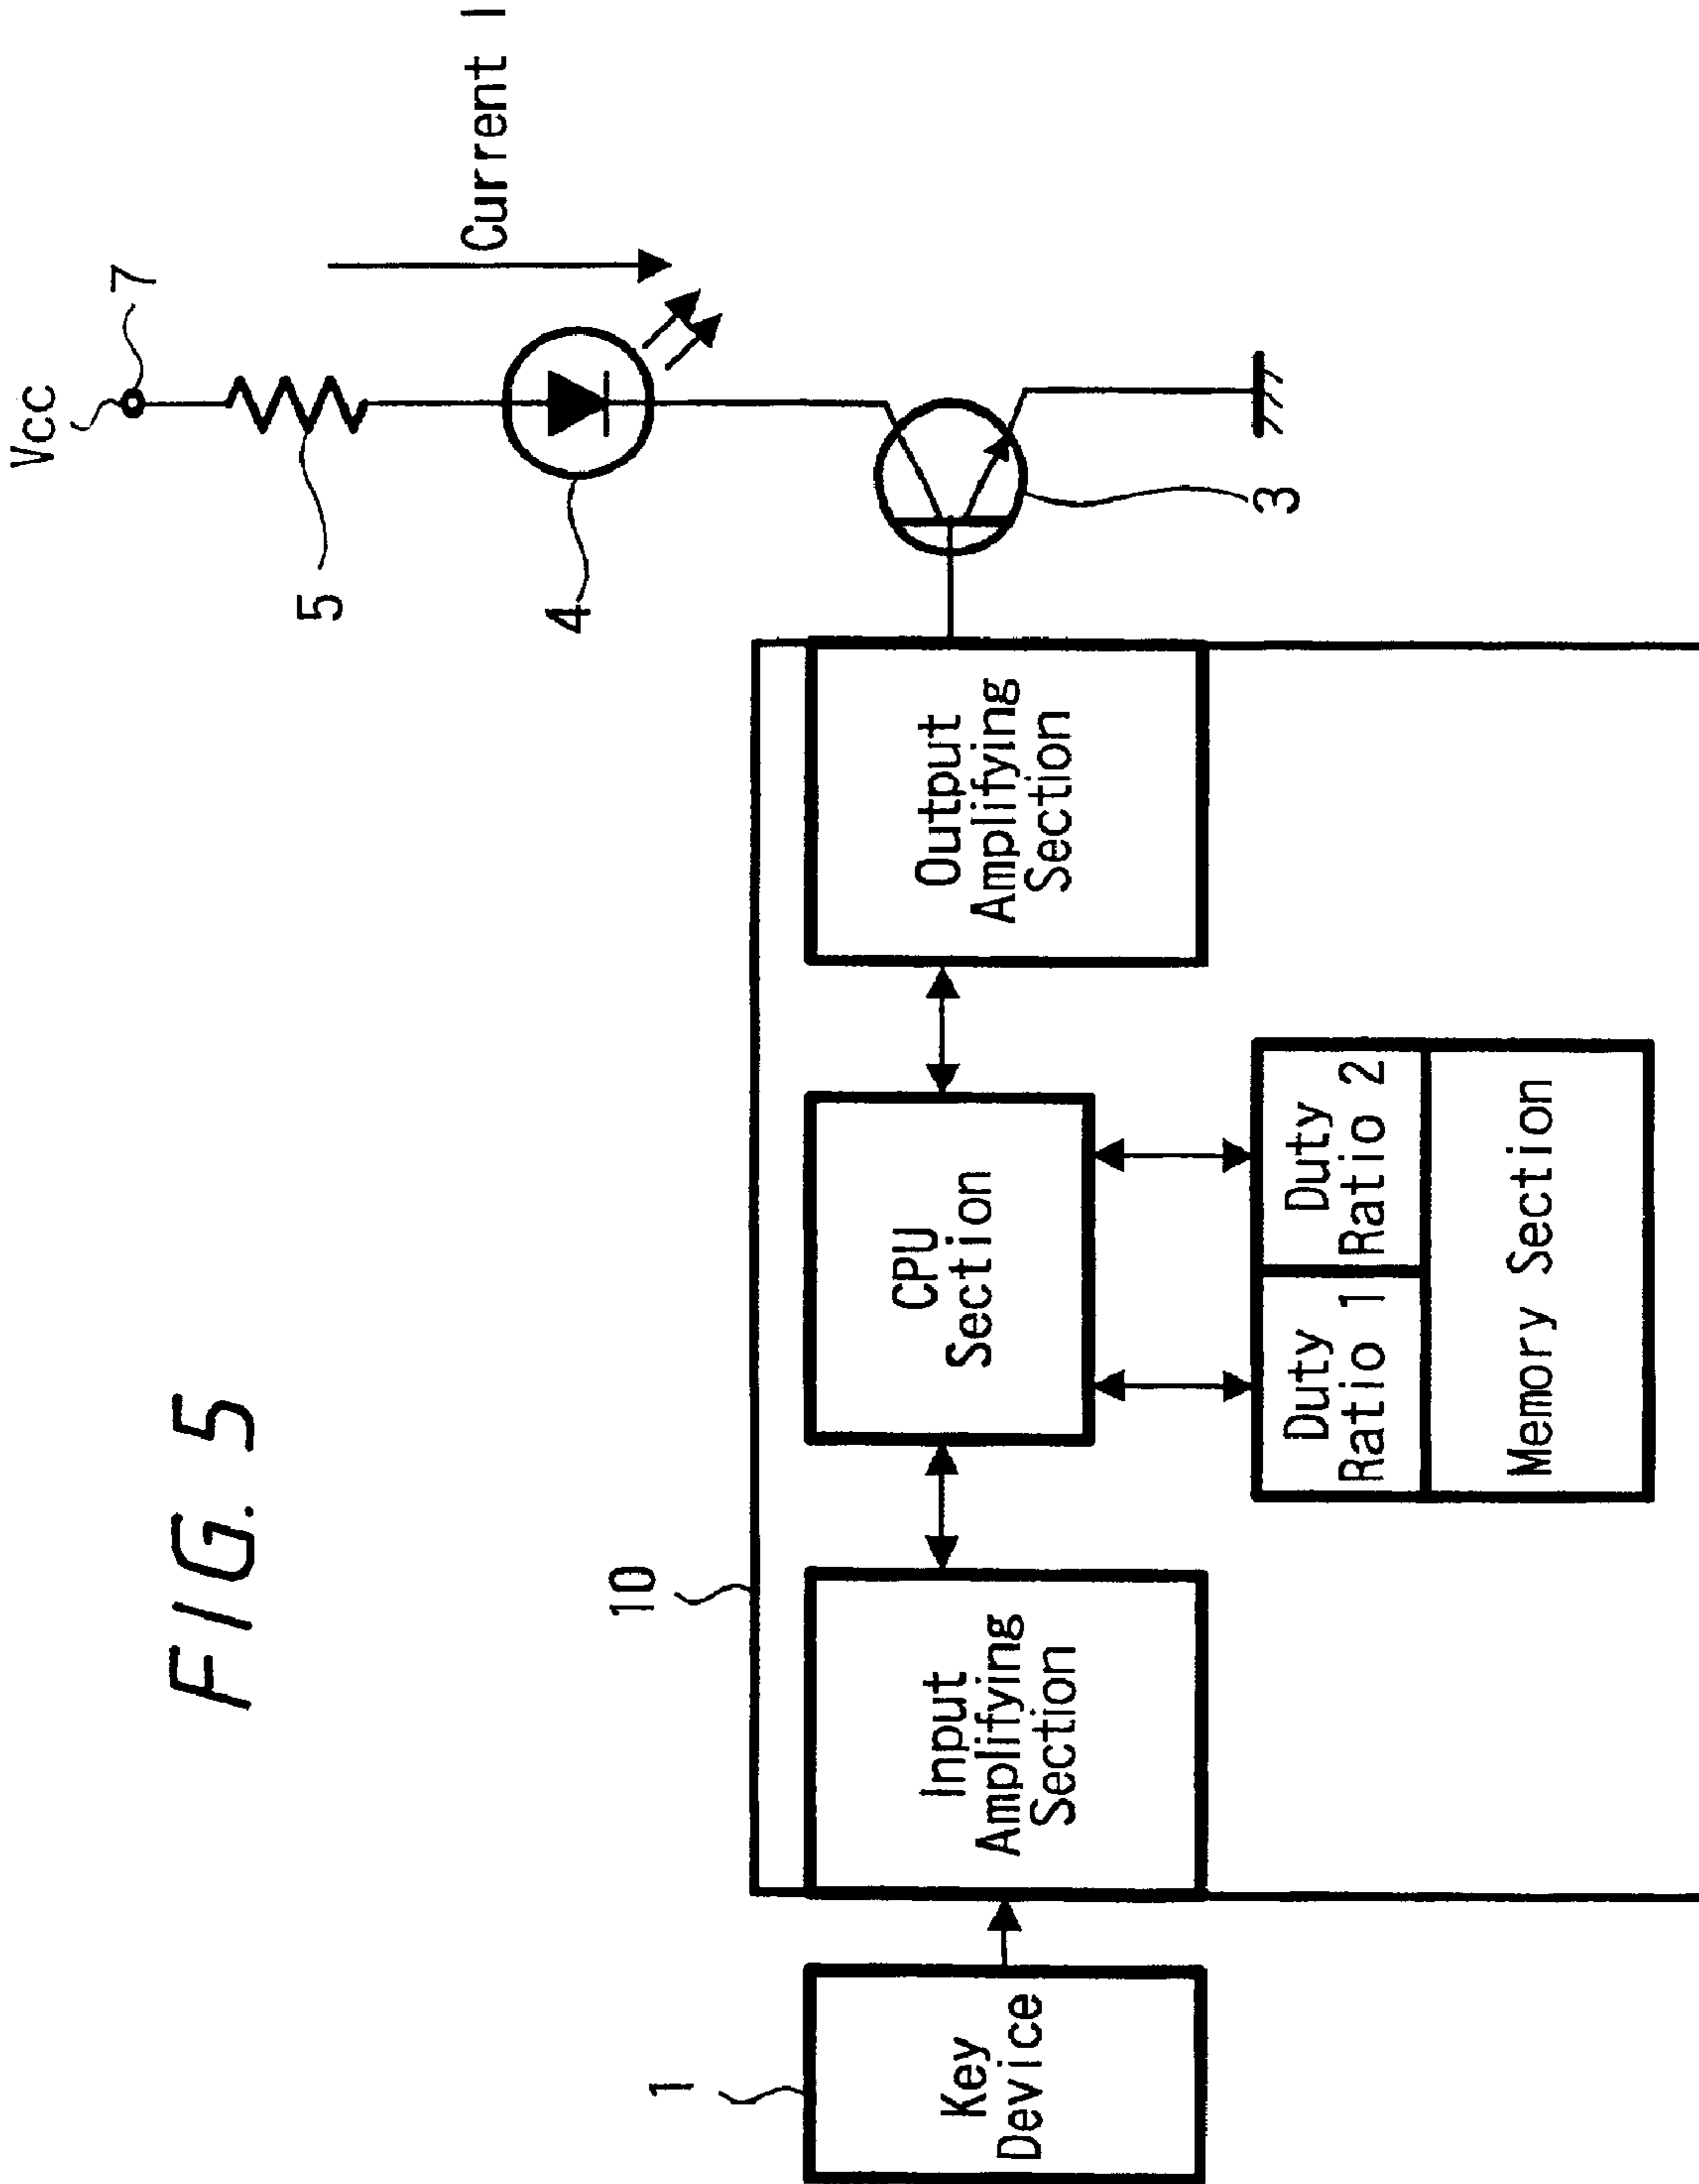 FIG. 5
Vcc
7
5
Current I
4
3
10
1
Key
Device
Input
Amplifying
Section
CPU
Section
Output
Amplifying
Section
Duty
Ratio 1
Duty
Ratio 2
Memory Section